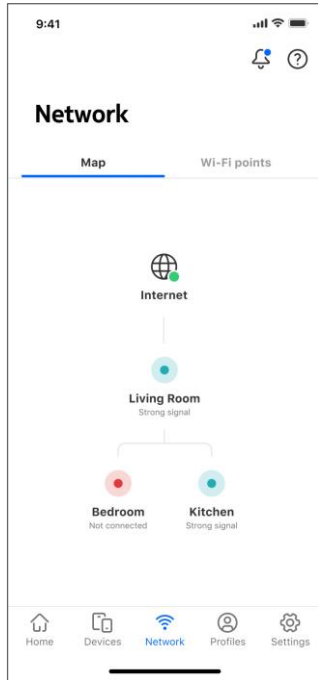 9:41
Network
Map Wi-Fi points
Internet
Living Room
Strong signal
Bedroom Kitchen
Not connected Strong signal
Home Devices Network Profiles Settings